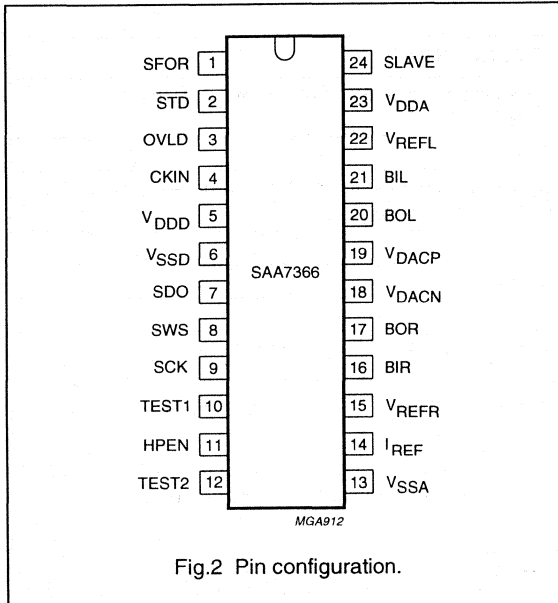 SFOR 1 24 SLAVE
STD 2 23 VDDA
OVLD 3 22 VREFL
CKIN 4 21 BIL
VDDD 5 20 BOL
VSSD 6 19 VDACP
SAA7366
SDO 7 18 VDACN
SWS 8 17 BOR
SCK 9 16 BIR
TEST1 10 15 VREFR
HPEN 11 14 IREF
TEST2 12 13 VSSA
MGA912
Fig.2 Pin configuration.